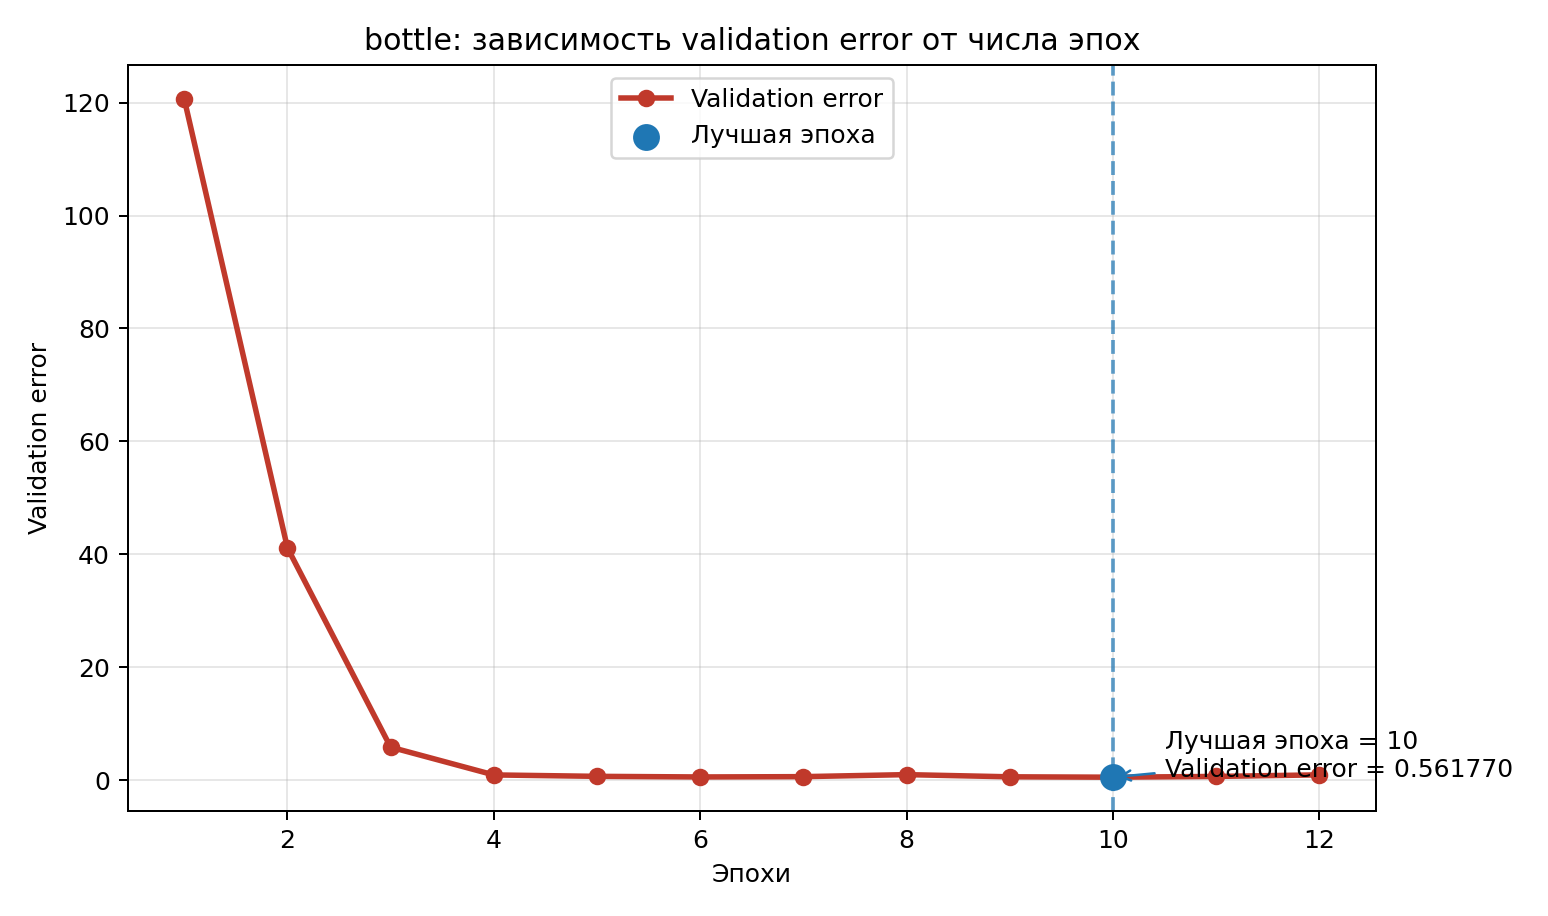 bottle: зависимость validation error от числа эпох
Validation error
Лучшая эпоха
120
100
80
60
40
20
0
Validation error
Лучшая эпоха = 10
Validation error = 0.561770
2
4
6
8
10
12
Эпохи